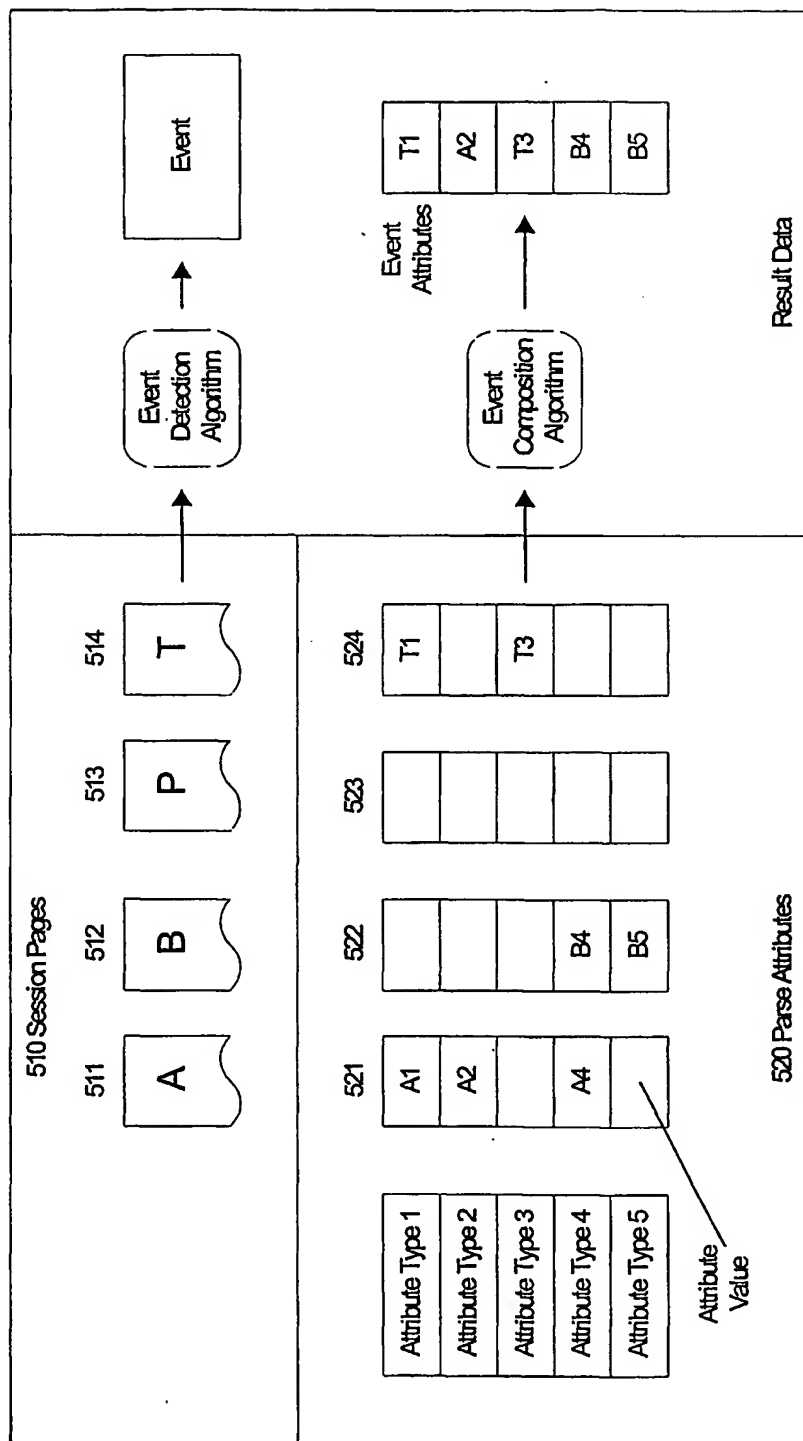 510 Session Pages
511
512
513
514
A
B
P
T
Event
Detection
Algorithm
Event
521
522
523
524
Attribute Type 1
Attribute Type 2
Attribute Type 3
Attribute Type 4
Attribute Type 5
A1
A2
A4
B4
B5
T1
T3
Attribute
Value
520 Parse Attributes
Event
Composition
Algorithm
Event
Attributes
T1
A2
T3
B4
B5
Result Data